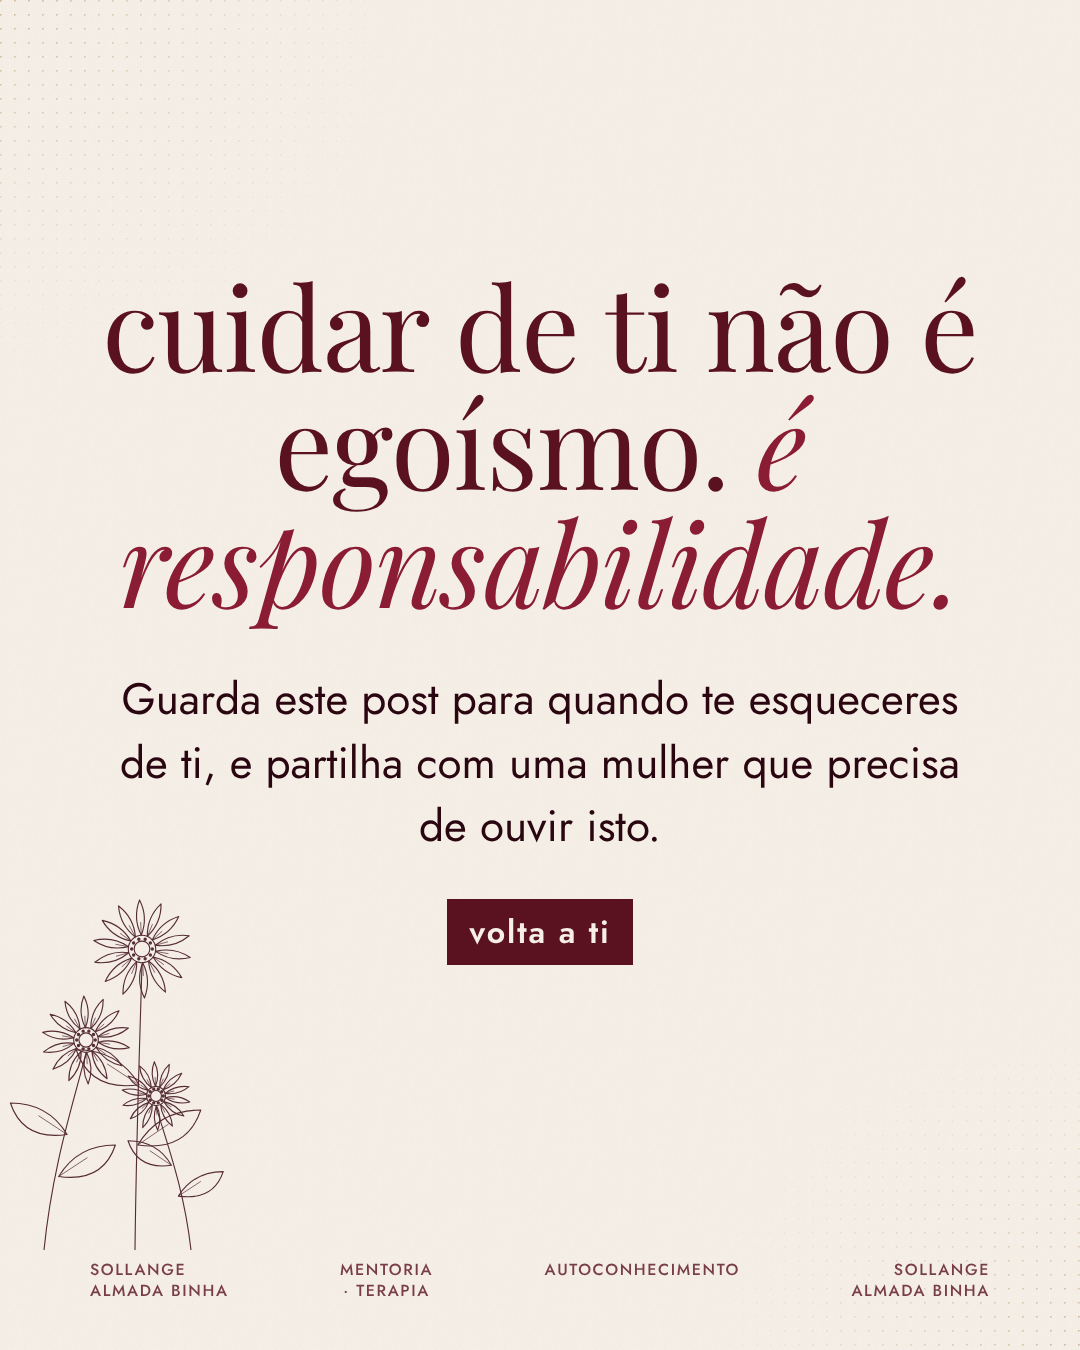 cuidar de ti não é
egoísmo. é
responsabilidade.
Guarda este post para quando te esqueceres
de ti, e partilha com uma mulher que precisa
de ouvir isto.
volta a ti
SOLLANGE
ALMADA BINHA
MENTORIA
· TERAPIA
AUTOCONHECIMENTO
SOLLANGE
ALMADA BINHA